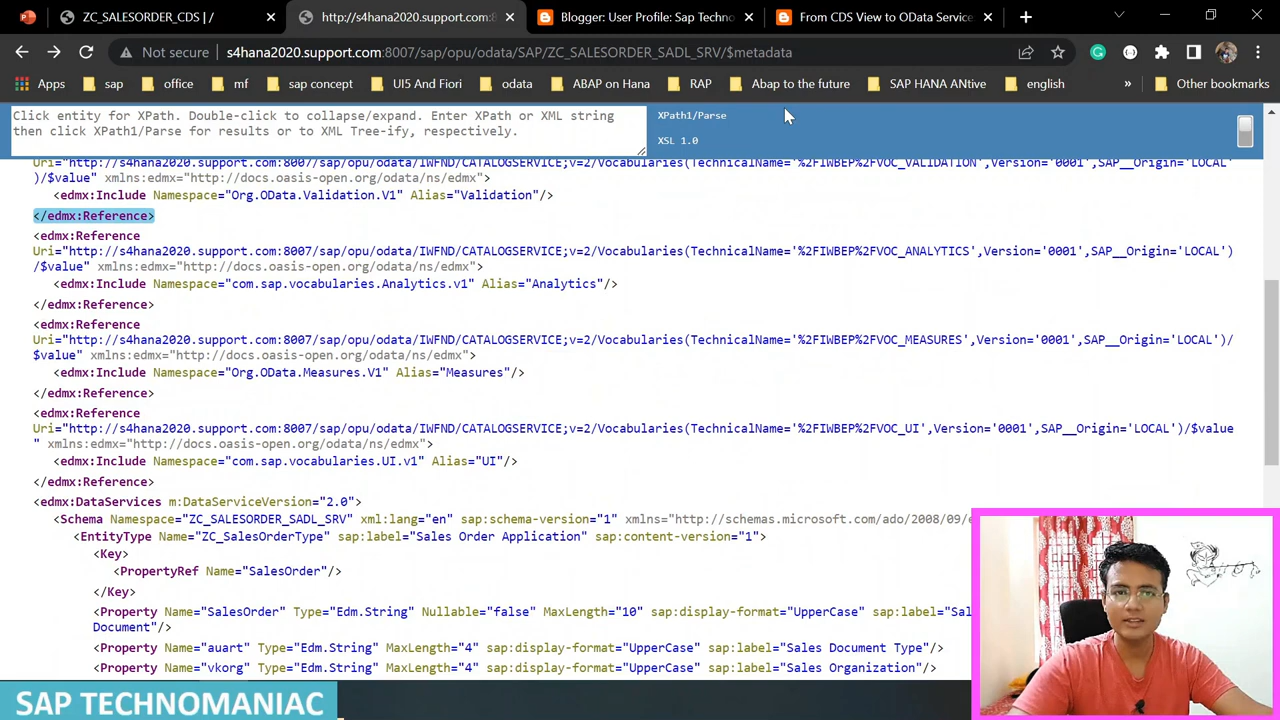 ZC_SALESORDER_CDS | /
http://s4hana2020.support.com:8
Blogger: User Profile: Sap Techno
From CDS View to OData Service
Not secure
s4hana2020.support.com:8007/sap/opu/odata/SAP/ZC_SALESORDER_SADL_SRV/$metadata
Apps sap office mf sap concept UI5 And Fiori odata ABAP on Hana RAP Abap to the future SAP HANA ANtive english » Other bookmarks
Click entity for XPath. Double-click to collapse/expand. Enter XPath or XML string
then click XPath1/Parse for results or to XML Tree-ify, respectively.
XPath1/Parse
XSL 1.0
Uri="http://s4hana2020.support.com:8007/sap/opu/odata/IWFND/CATALOGSERVICE;v=2/Vocabularies(TechnicalName='%2FIWBEP%2FVOC_VALIDATION',Version='0001',SAP__Origin='LOCAL'
)/$value" xmlns:edmx="http://docs.oasis-open.org/odata/ns/edmx">
<edmx:Include Namespace="Org.OData.Validation.V1" Alias="Validation"/>
</edmx:Reference>
<edmx:Reference
Uri="http://s4hana2020.support.com:8007/sap/opu/odata/IWFND/CATALOGSERVICE;v=2/Vocabularies(TechnicalName='%2FIWBEP%2FVOC_ANALYTICS',Version='0001',SAP__Origin='LOCAL')
/$value" xmlns:edmx="http://docs.oasis-open.org/odata/ns/edmx">
<edmx:Include Namespace="com.sap.vocabularies.Analytics.v1" Alias="Analytics"/>
</edmx:Reference>
<edmx:Reference
Uri="http://s4hana2020.support.com:8007/sap/opu/odata/IWFND/CATALOGSERVICE;v=2/Vocabularies(TechnicalName='%2FIWBEP%2FVOC_MEASURES',Version='0001',SAP__Origin='LOCAL')/
$value" xmlns:edmx="http://docs.oasis-open.org/odata/ns/edmx">
<edmx:Include Namespace="Org.OData.Measures.V1" Alias="Measures"/>
</edmx:Reference>
<edmx:Reference
Uri="http://s4hana2020.support.com:8007/sap/opu/odata/IWFND/CATALOGSERVICE;v=2/Vocabularies(TechnicalName='%2FIWBEP%2FVOC_UI',Version='0001',SAP__Origin='LOCAL')/$value
" xmlns:edmx="http://docs.oasis-open.org/odata/ns/edmx">
<edmx:Include Namespace="com.sap.vocabularies.UI.v1" Alias="UI"/>
</edmx:Reference>
<edmx:DataServices m:DataServiceVersion="2.0">
<Schema Namespace="ZC_SALESORDER_SADL_SRV" xml:lang="en" sap:schema-version="1" xmlns="http://schemas.microsoft.com/ado/2008/09/e
<EntityType Name="ZC_SalesOrderType" sap:label="Sales Order Application" sap:content-version="1">
<Key>
<PropertyRef Name="SalesOrder"/>
</Key>
<Property Name="SalesOrder" Type="Edm.String" Nullable="false" MaxLength="10" sap:display-format="UpperCase" sap:label="Sal
Document"/>
<Property Name="auart" Type="Edm.String" MaxLength="4" sap:display-format="UpperCase" sap:label="Sales Document Type"/>
<Property Name="vkorg" Type="Edm.String" MaxLength="4" sap:display-format="UpperCase" sap:label="Sales Organization"/>
SAP TECHNOMANIAC